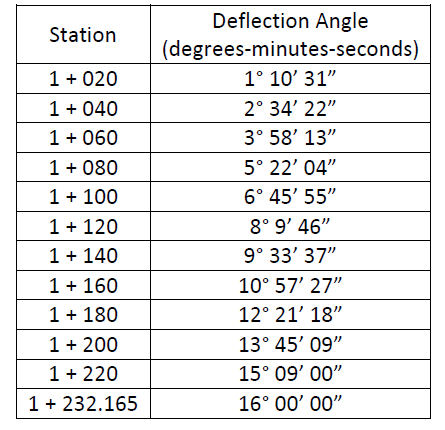 Station Deflection Angle
(degrees-minutes-seconds)
1 + 020 1° 10’ 31”
1 + 040 2° 34’ 22”
1 + 060 3° 58’ 13”
1 + 080 5° 22’ 04”
1 + 100 6° 45’ 55”
1 + 120 8° 9’ 46”
1 + 140 9° 33’ 37”
1 + 160 10° 57’ 27”
1 + 180 12° 21’ 18”
1 + 200 13° 45’ 09”
1 + 220 15° 09’ 00”
1 + 232.165 16° 00’ 00”